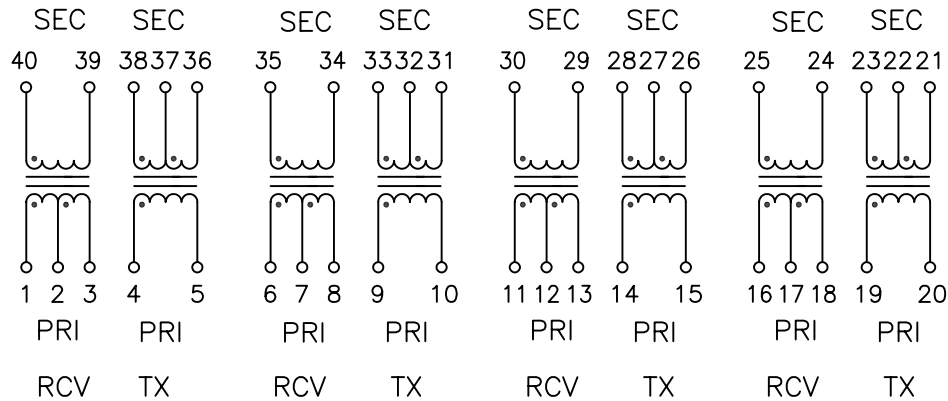 SEC SEC SEC SEC SEC SEC SEC SEC
40 39 38 37 36 35 34 33 32 31 30 29 28 27 26 25 24 23 22 21
1 2 3 4 5 6 7 8 9 10 11 12 13 14 15 16 17 18 19 20
PRI PRI PRI PRI PRI PRI PRI PRI
RCV TX RCV TX RCV TX RCV TX